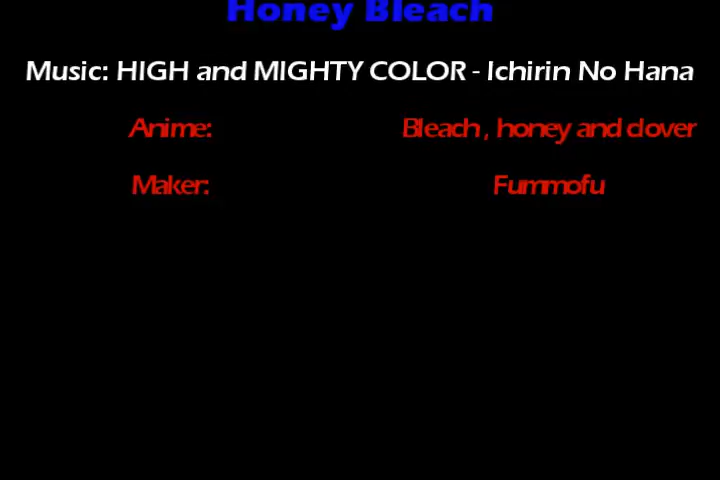 Honey Bleach
Music: HIGH and MIGHTY COLOR - Ichirin No Hana
Anime: Bleach , honey and clover
Maker: Fummofu